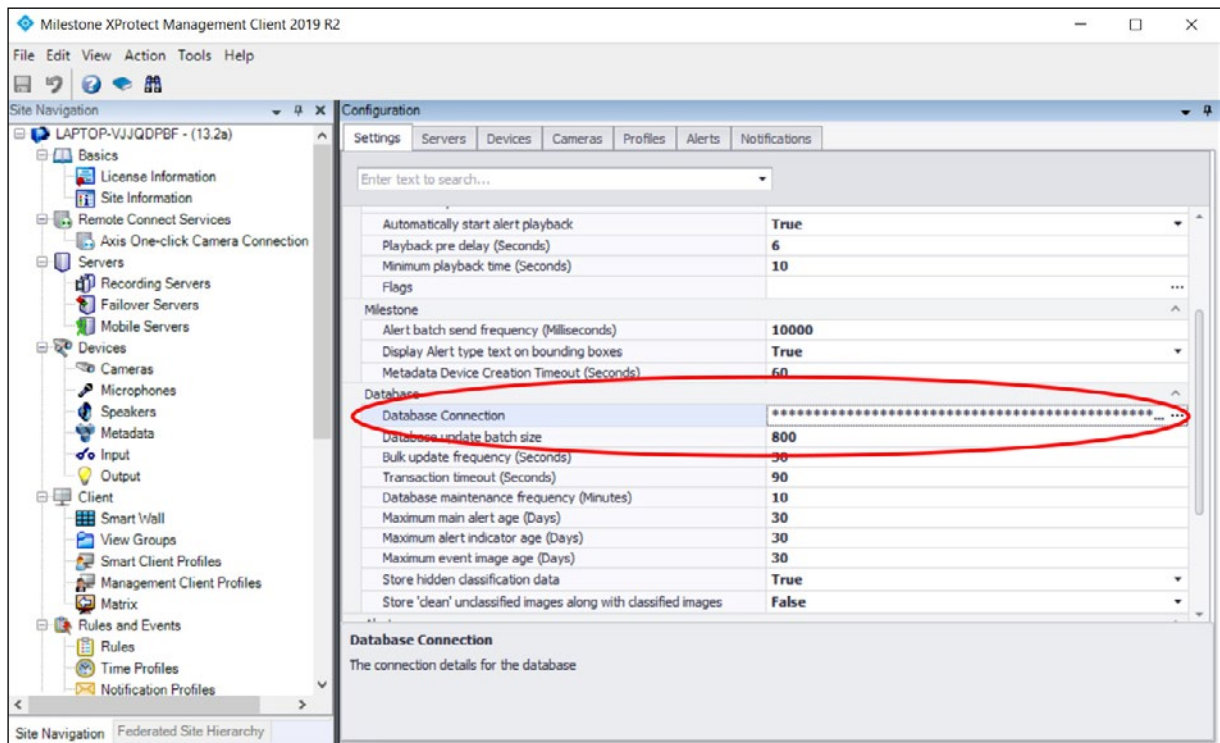 Milestone XProtect Management Client 2019 R2
File Edit View Action Tools Help
Site Navigation
LAPTOP-VJJQDPBF - (13.2a)
Basics
License Information
Site Information
Remote Connect Services
Axis One-click Camera Connection
Servers
Recording Servers
Failover Servers
Mobile Servers
Devices
Cameras
Microphones
Speakers
Metadata
Input
Output
Client
Smart Wall
View Groups
Smart Client Profiles
Management Client Profiles
Matrix
Rules and Events
Rules
Time Profiles
Notification Profiles
Site Navigation Federated Site Hierarchy
Configuration
Settings Servers Devices Cameras Profiles Alerts Notifications
Enter text to search...
Automatically start alert playback True
Playback pre delay (Seconds) 6
Minimum playback time (Seconds) 10
Flags ...
Milestone
Alert batch send frequency (Milliseconds) 10000
Display Alert type text on bounding boxes True
Metadata Device Creation Timeout (Seconds) 60
Database
Database Connection ************************************************... ...
Database update batch size 800
Bulk update frequency (Seconds) 30
Transaction timeout (Seconds) 90
Database maintenance frequency (Minutes) 10
Maximum main alert age (Days) 30
Maximum alert indicator age (Days) 30
Maximum event image age (Days) 30
Store hidden classification data True
Store 'clean' unclassified images along with classified images False
Database Connection
The connection details for the database